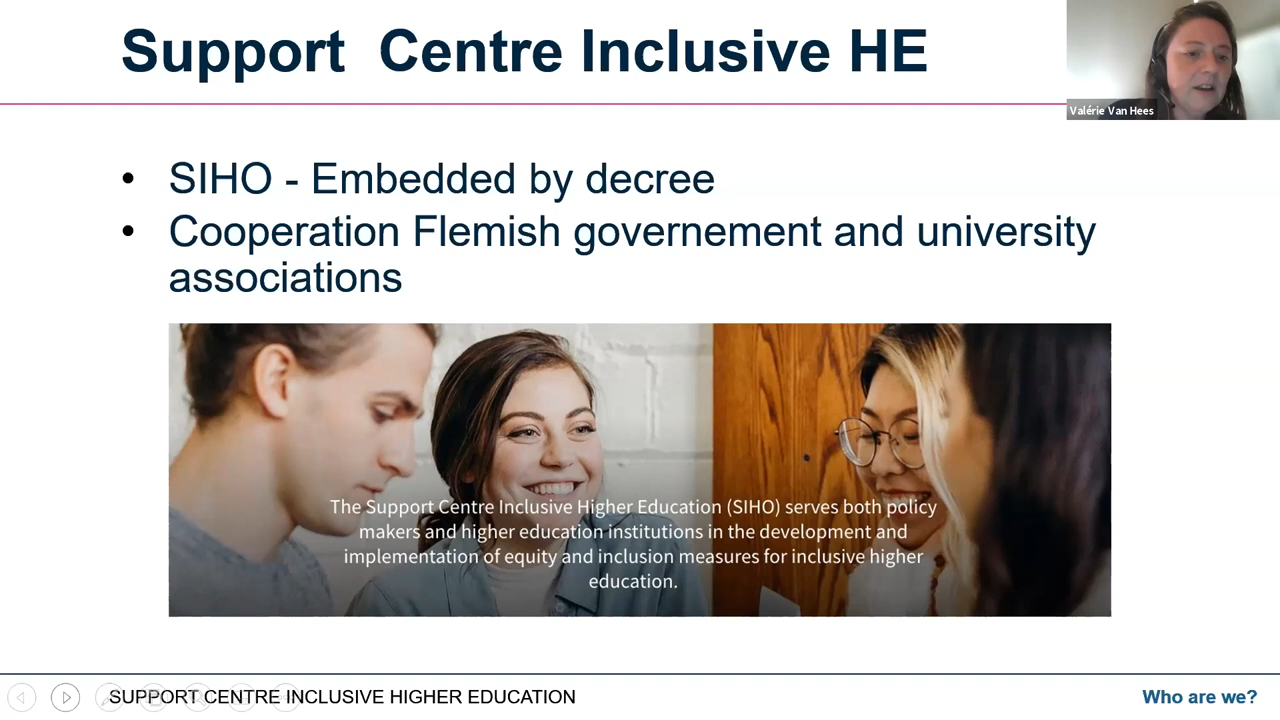 Support Centre Inclusive HE
Valérie Van Hees
• SIHO - Embedded by decree
• Cooperation Flemish governement and university
associations
The Support Centre Inclusive Higher Education (SIHO) serves both policy
makers and higher education institutions in the development and
implementation of equity and inclusion measures for inclusive higher
education.
SUPPORT CENTRE INCLUSIVE HIGHER EDUCATION
Who are we?